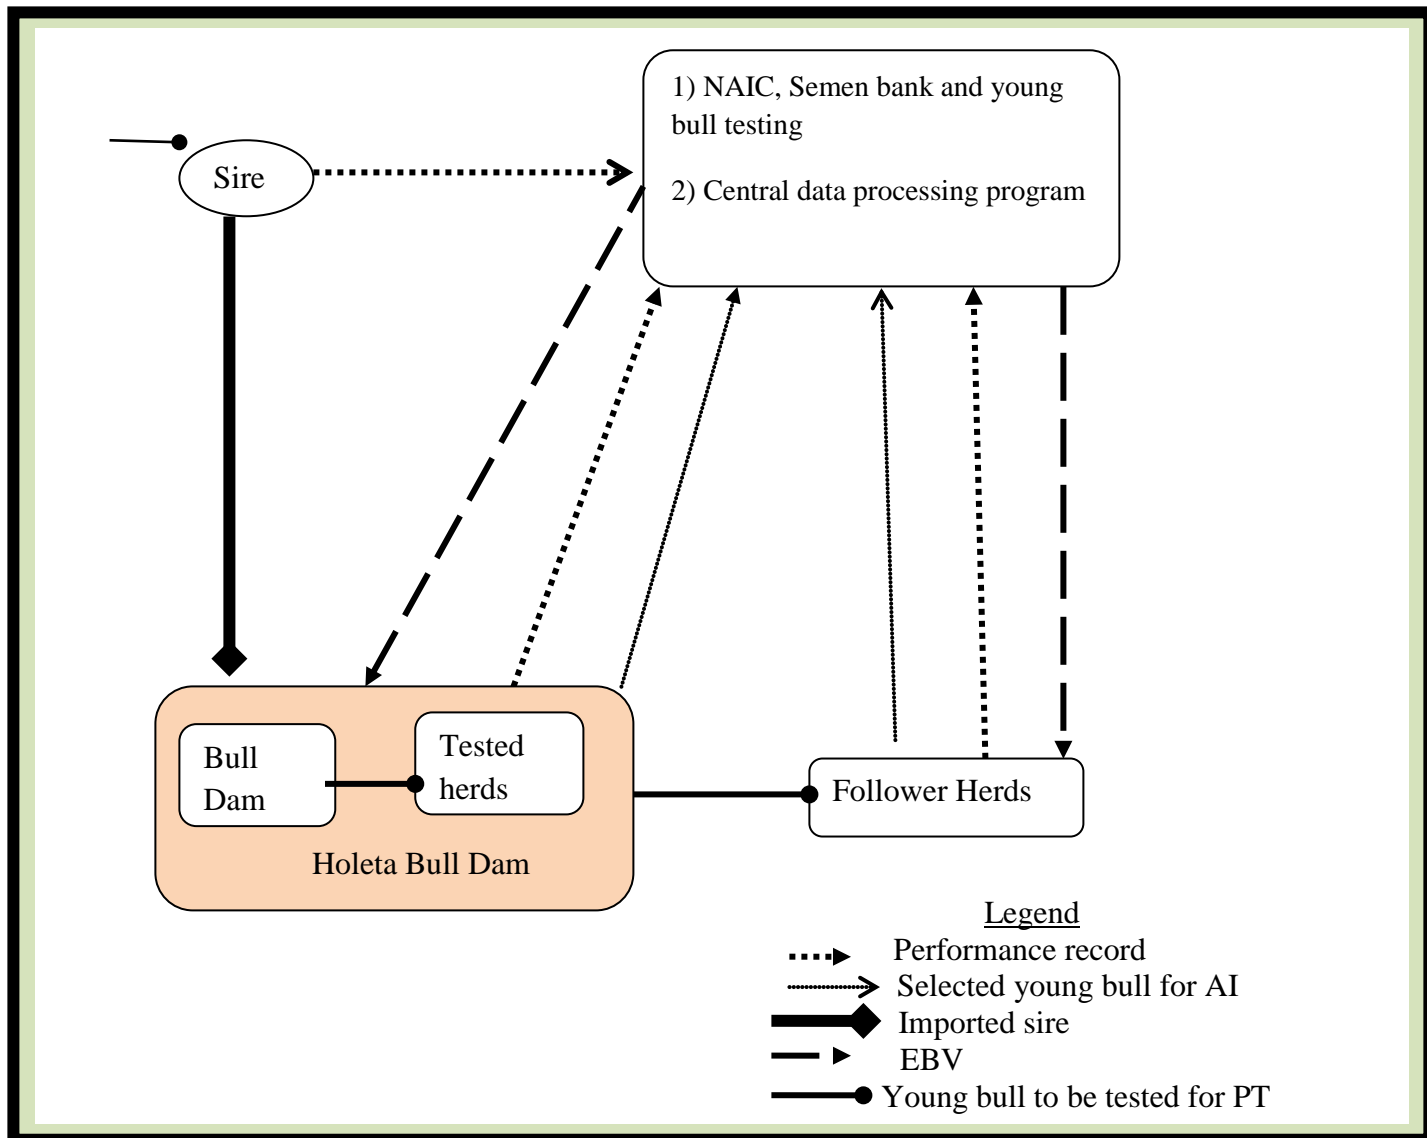 1) NAIC, Semen bank and young
bull testing
2) Central data processing program
Sire
Bull
Dam
Tested
herds
Holeta Bull Dam
Follower Herds
Legend
Performance record
Selected young bull for AI
Imported sire
EBV
Young bull to be tested for PT